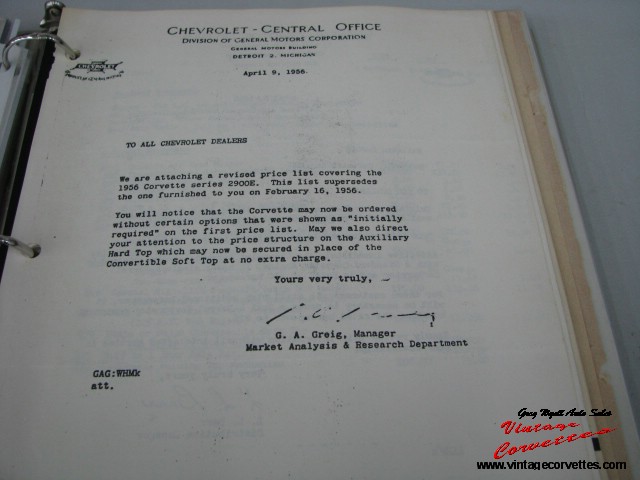 CHEVROLET - CENTRAL OFFICE
DIVISION OF GENERAL MOTORS CORPORATION
GENERAL MOTORS BUILDING
DETROIT 2, MICHIGAN
CHEVROLET
April 9, 1956.
TO ALL CHEVROLET DEALERS
We are attaching a revised price list covering the
1956 Corvette series 2900E. This list supersedes
the one furnished to you on February 16, 1956.
You will notice that the Corvette may now be ordered
without certain options that were shown as "initially
required" on the first price list. May we also direct
your attention to the price structure on the Auxiliary
Hard Top which may now be secured in place of the
Convertible Soft Top at no extra charge.
Yours very truly,
G. A. Greig, Manager
Market Analysis & Research Department
GAG:WHMk
att.
Greg Wyatt Auto Sales
Vintage
Corvettes
www.vintagecorvettes.com